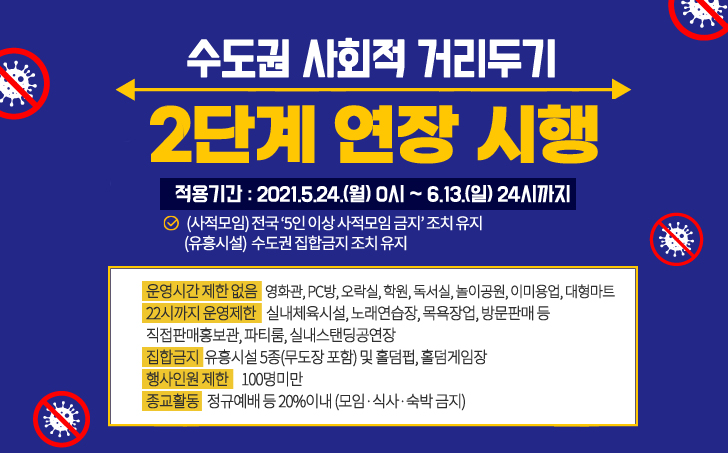 수도권 사회적 거리두기
2단계 연장 시행
적용기간 : 2021.5.24.(월) 0시 ~ 6.13.(일) 24시까지
(사적모임) 전국 ‘5인 이상 사적모임 금지’ 조치 유지
(유흥시설) 수도권 집합금지 조치 유지
운영시간 제한 없음 영화관, PC방, 오락실, 학원, 독서실, 놀이공원, 이미용업, 대형마트
22시까지 운영제한 실내체육시설, 노래연습장, 목욕장업, 방문판매 등
직접판매홍보관, 파티룸, 실내스탠딩공연장
집합금지 유흥시설 5종(무도장 포함) 및 홀덤펍, 홀덤게임장
행사인원 제한 100명미만
종교활동 정규예배 등 20%이내 (모임·식사·숙박 금지)